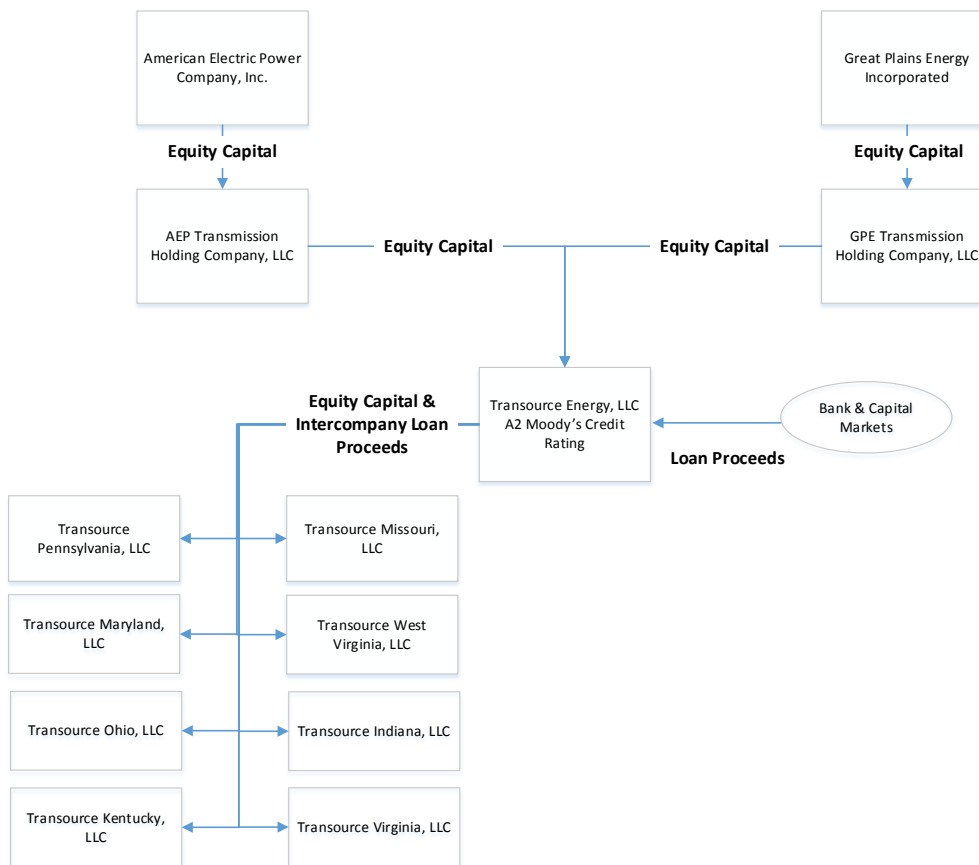 American Electric Power
Company, Inc.
Great Plains Energy
Incorporated
Equity Capital
Equity Capital
AEP Transmission
Holding Company, LLC
Equity Capital
Equity Capital
GPE Transmission
Holding Company, LLC
Equity Capital &
Intercompany Loan
Proceeds
Transource Energy, LLC
A2 Moody's Credit
Rating
Bank & Capital
Markets
Loan Proceeds
Transource
Pennsylvania, LLC
Transource Missouri,
LLC
Transource Maryland,
LLC
Transource West
Virginia, LLC
Transource Ohio, LLC
Transource Indiana, LLC
Transource Kentucky,
LLC
Transource Virginia, LLC